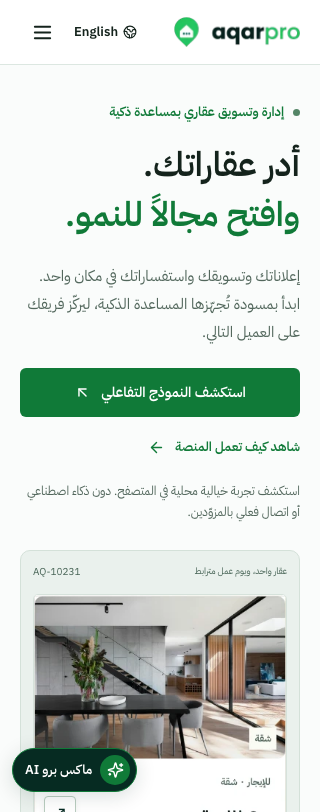 aqarpro
English
إدارة وتسويق عقاري بمساعدة ذكية
أدر عقاراتك.
وافتح مجالاً للنمو.
إعلاناتك وتسويقك واستفساراتك في مكان واحد.
ابدأ بمسودة تُجهّزها المساعدة الذكية، ليركّز فريقك
على العميل التالي.
استكشف النموذج التفاعلي
شاهد كيف تعمل المنصة
استكشف تجربة خيالية محلية في المتصفح. دون ذكاء اصطناعي
أو اتصال فعلي بالمزوّدين.
عقار واحد، ويوم عمل مترابط
AQ-10231
شقة
للإيجار · شقة
ماكس برو AI